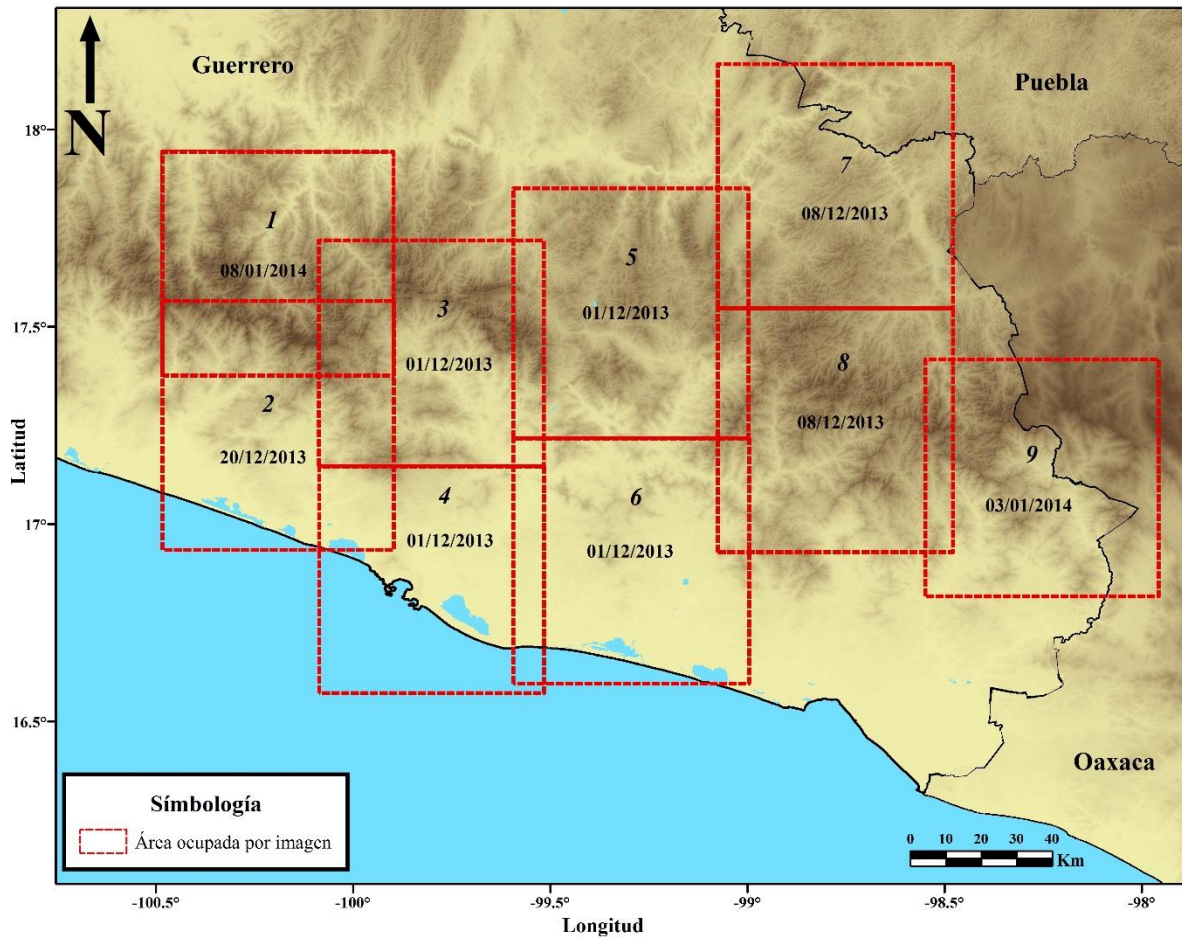 Guerrero
Puebla
N
18°
17.5°
17°
16.5°
Latitud
1
08/01/2014
2
20/12/2013
3
01/12/2013
4
01/12/2013
5
01/12/2013
6
01/12/2013
7
08/12/2013
8
08/12/2013
9
03/01/2014
Oaxaca
Símbología
Área ocupada por imagen
0 10 20 30 40
Km
-100.5° -100° -99.5° -99° -98.5° -98°
Longitud